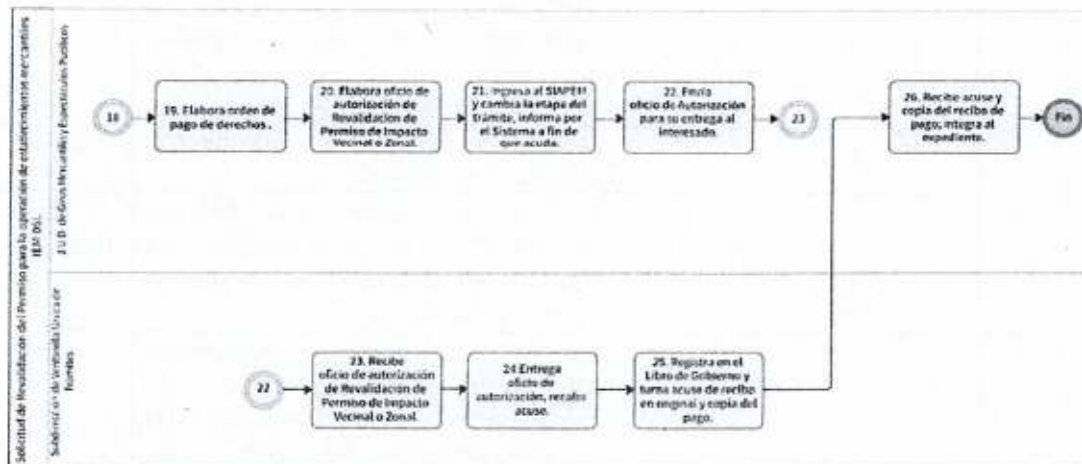 Solicitud de Revalidación del Permiso para la operación de establecimientos mercantiles
J.U.D. de Giros Mercantiles y Espectáculos Públicos
18
19. Elabora orden de
pago de derechos.
20. Elabora oficio de
autorización de
Revalidación de
Permiso de Impacto
Vecinal o Zonal.
21. Ingresa al SIAPEM
y cambia la etapa del
trámite, informa por
el Sistema a fin de
que acuda.
22. Envía
oficio de Autorización
para su entrega al
interesado.
23
26. Recibe acuse y
copia del recibo de
pago; integra al
expediente.
Fin
Subdirección de Ventanilla Única de
Trámites
22
23. Recibe
oficio de autorización
de Revalidación de
Permiso de Impacto
Vecinal o Zonal.
24 Entrega
oficio de
autorización, recaba
acuse.
25. Registra en el
Libro de Gobierno y
turna acuse de recibo
en original y copia del
pago.